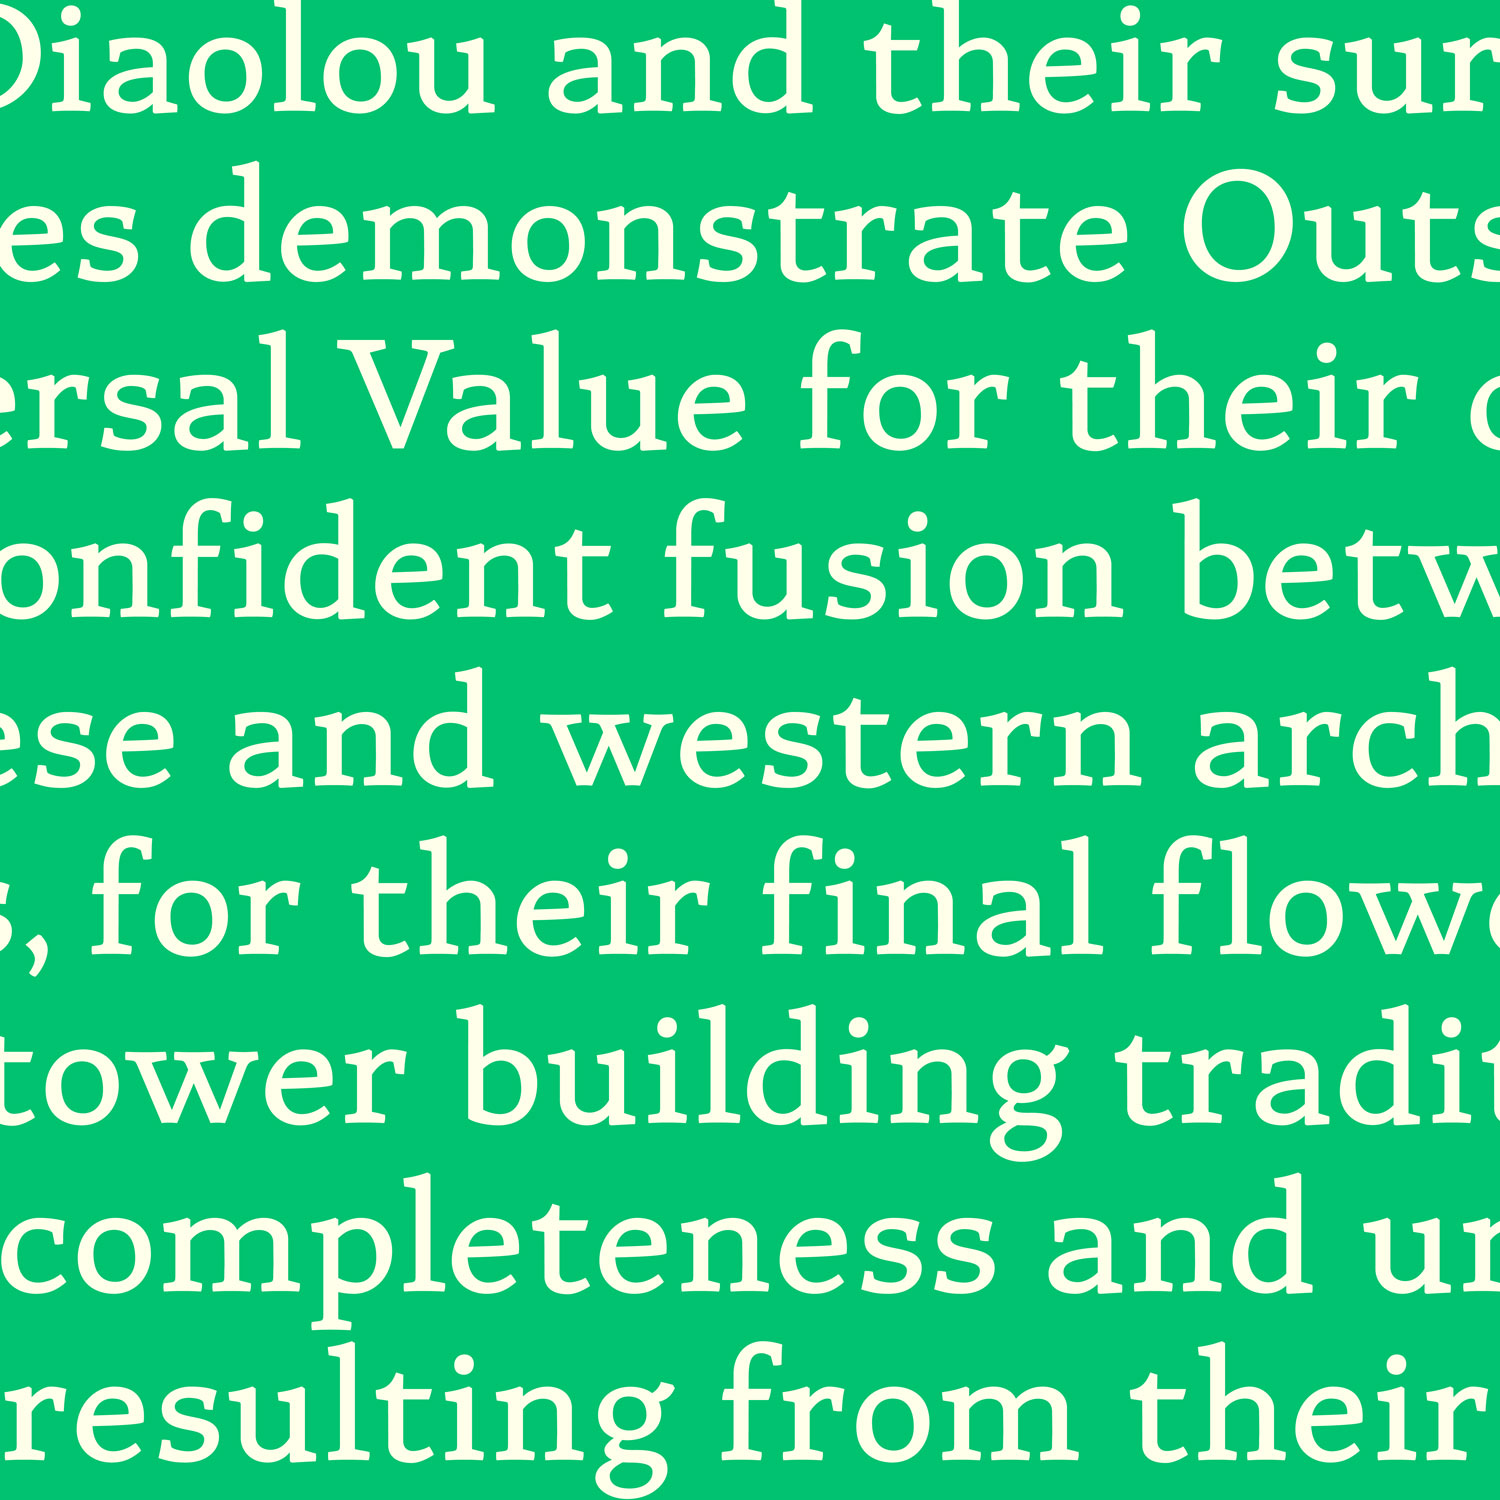 Diaolou and their sur
es demonstrate Outs
ersal Value for their
onfident fusion betw
ese and western arch
s, for their final flowe
tower building tradit
completeness and un
resulting from their